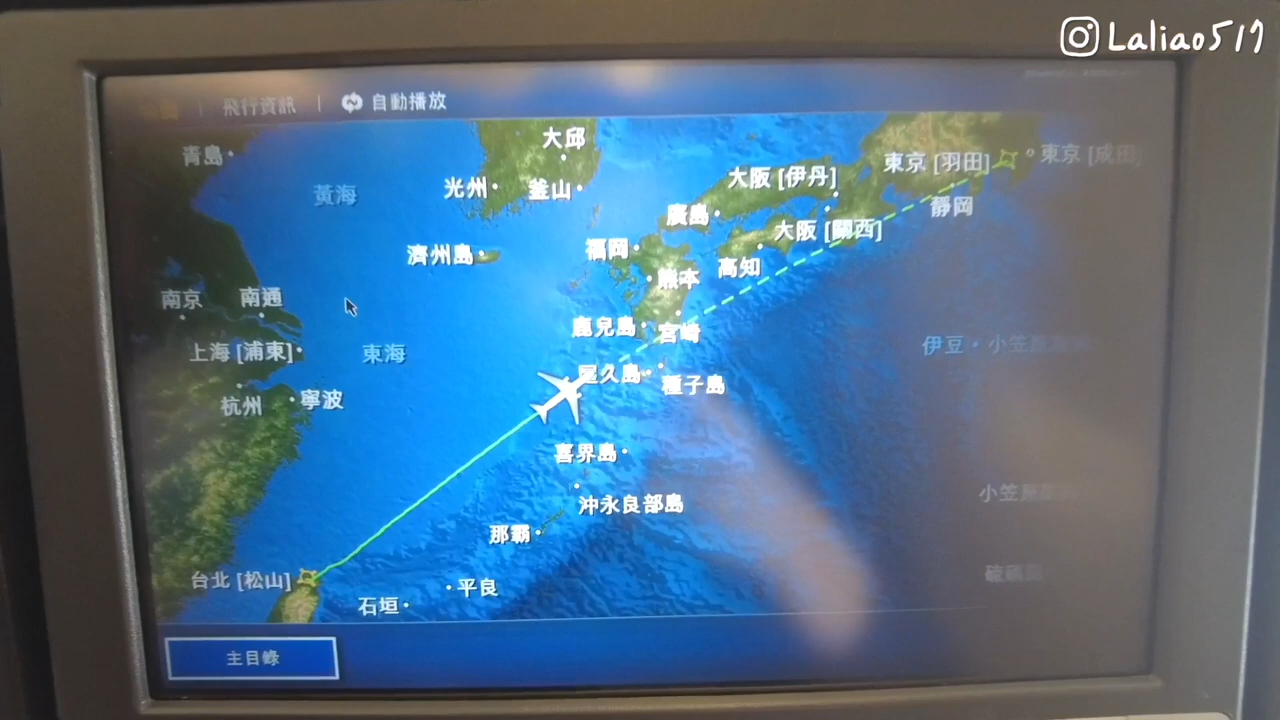 Laliao517
飛行資訊 | 自動播放
大邱
青島
東京 [羽田]
東京 [成田]
光州
釜山
大阪 [伊丹]
黃海
廣島
靜岡
大阪 [關西]
福岡
濟州島
高知
熊本
南京
南通
鹿兒島
宮崎
伊豆・小笠原
上海 [浦東]
東海
屋久島
種子島
杭州
寧波
喜界島
小笠原
沖永良部島
那霸
台北 [松山]
平良
石垣
主目錄